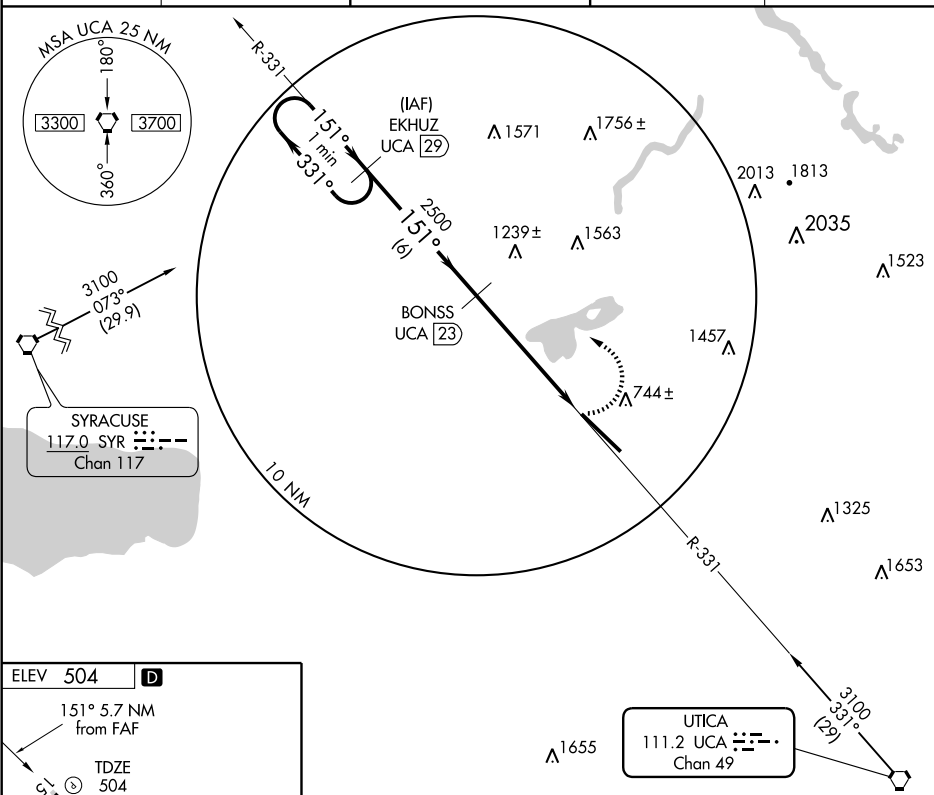 MSA UCA 25 NM
180°
3300
3700
360°
R-331
151°
1 min
331°
(IAF)
EKHUZ
UCA 29
1571
1756 ±
2013
1813
2035
1523
2500
151°
(6)
1239 ±
1563
BONSS
UCA 23
1457
744 ±
3100
073°
(29.9)
SYRACUSE
117.0 SYR
Chan 117
10 NM
1325
1653
R-331
3100
331°
(29)
UTICA
111.2 UCA
Chan 49
1655
ELEV 504 D
151° 5.7 NM
from FAF
TDZE
504
15
P